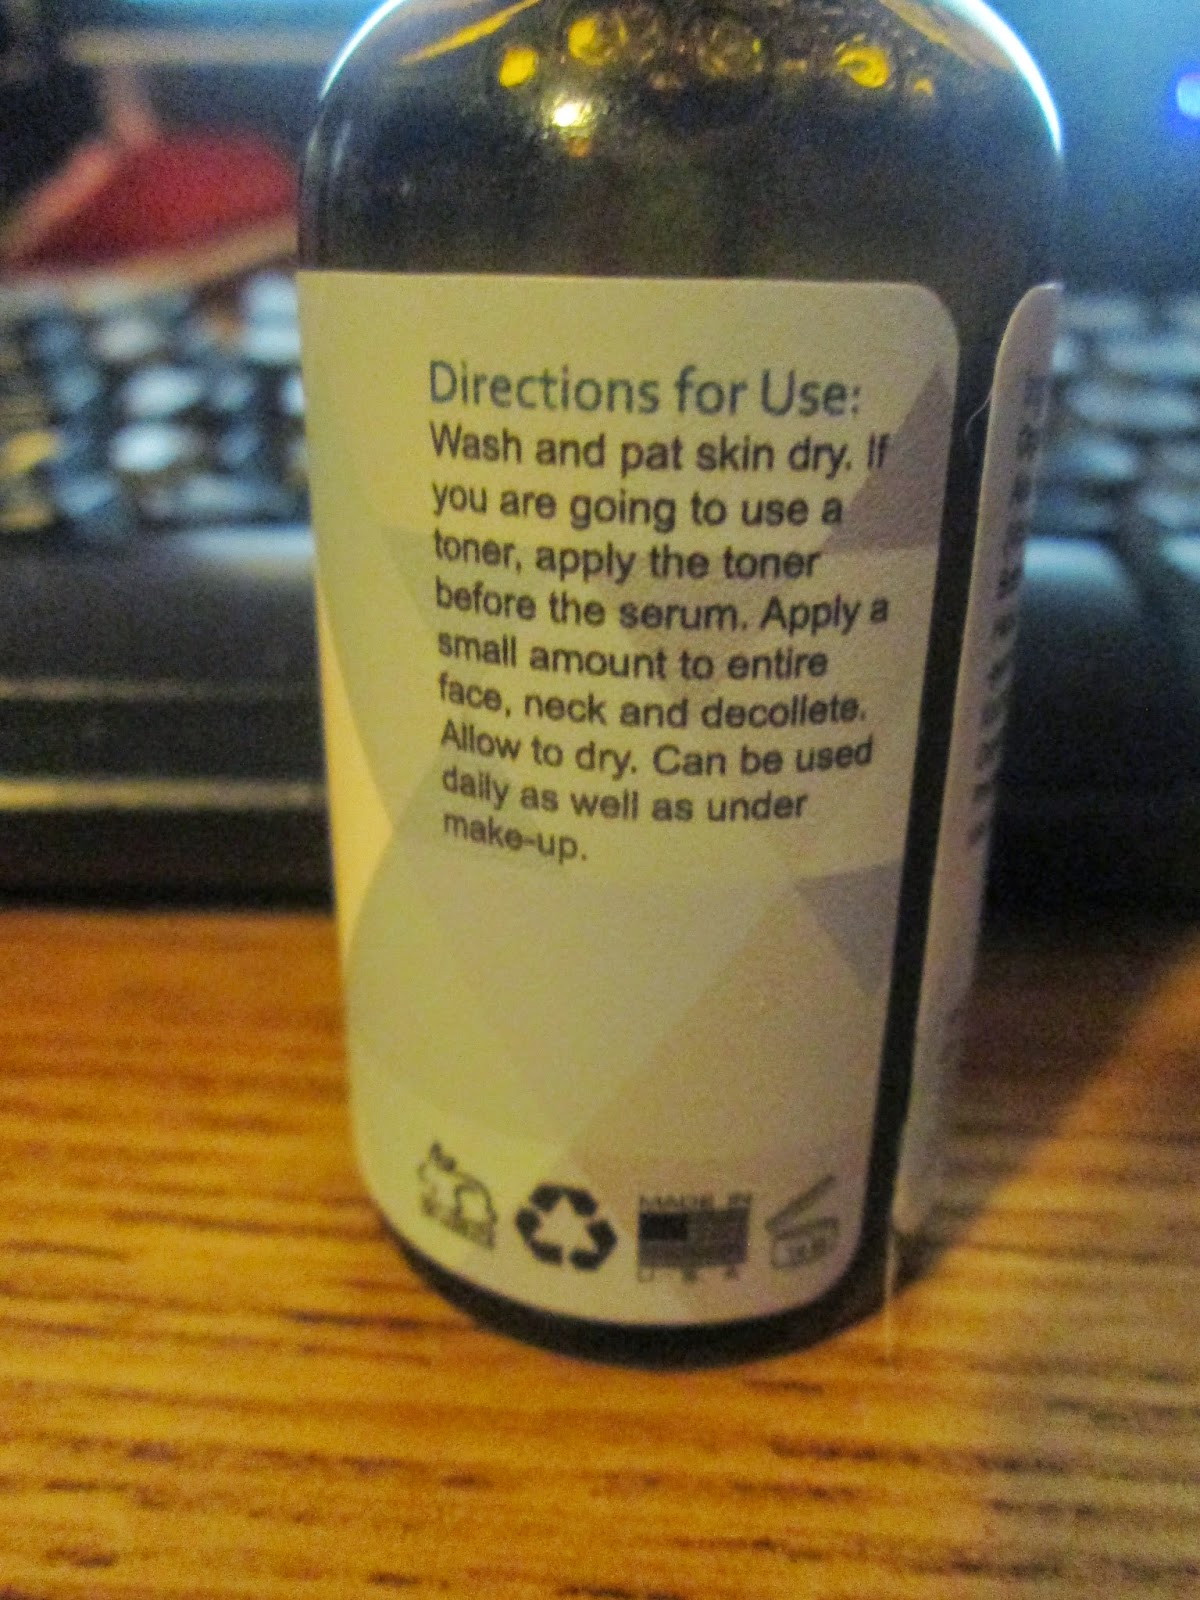 Directions for Use:
Wash and pat skin dry. If
you are going to use a
toner, apply the toner
before the serum. Apply a
small amount to entire
face, neck and decollete.
Allow to dry. Can be used
daily as well as under
make-up.
MADE IN
U S A